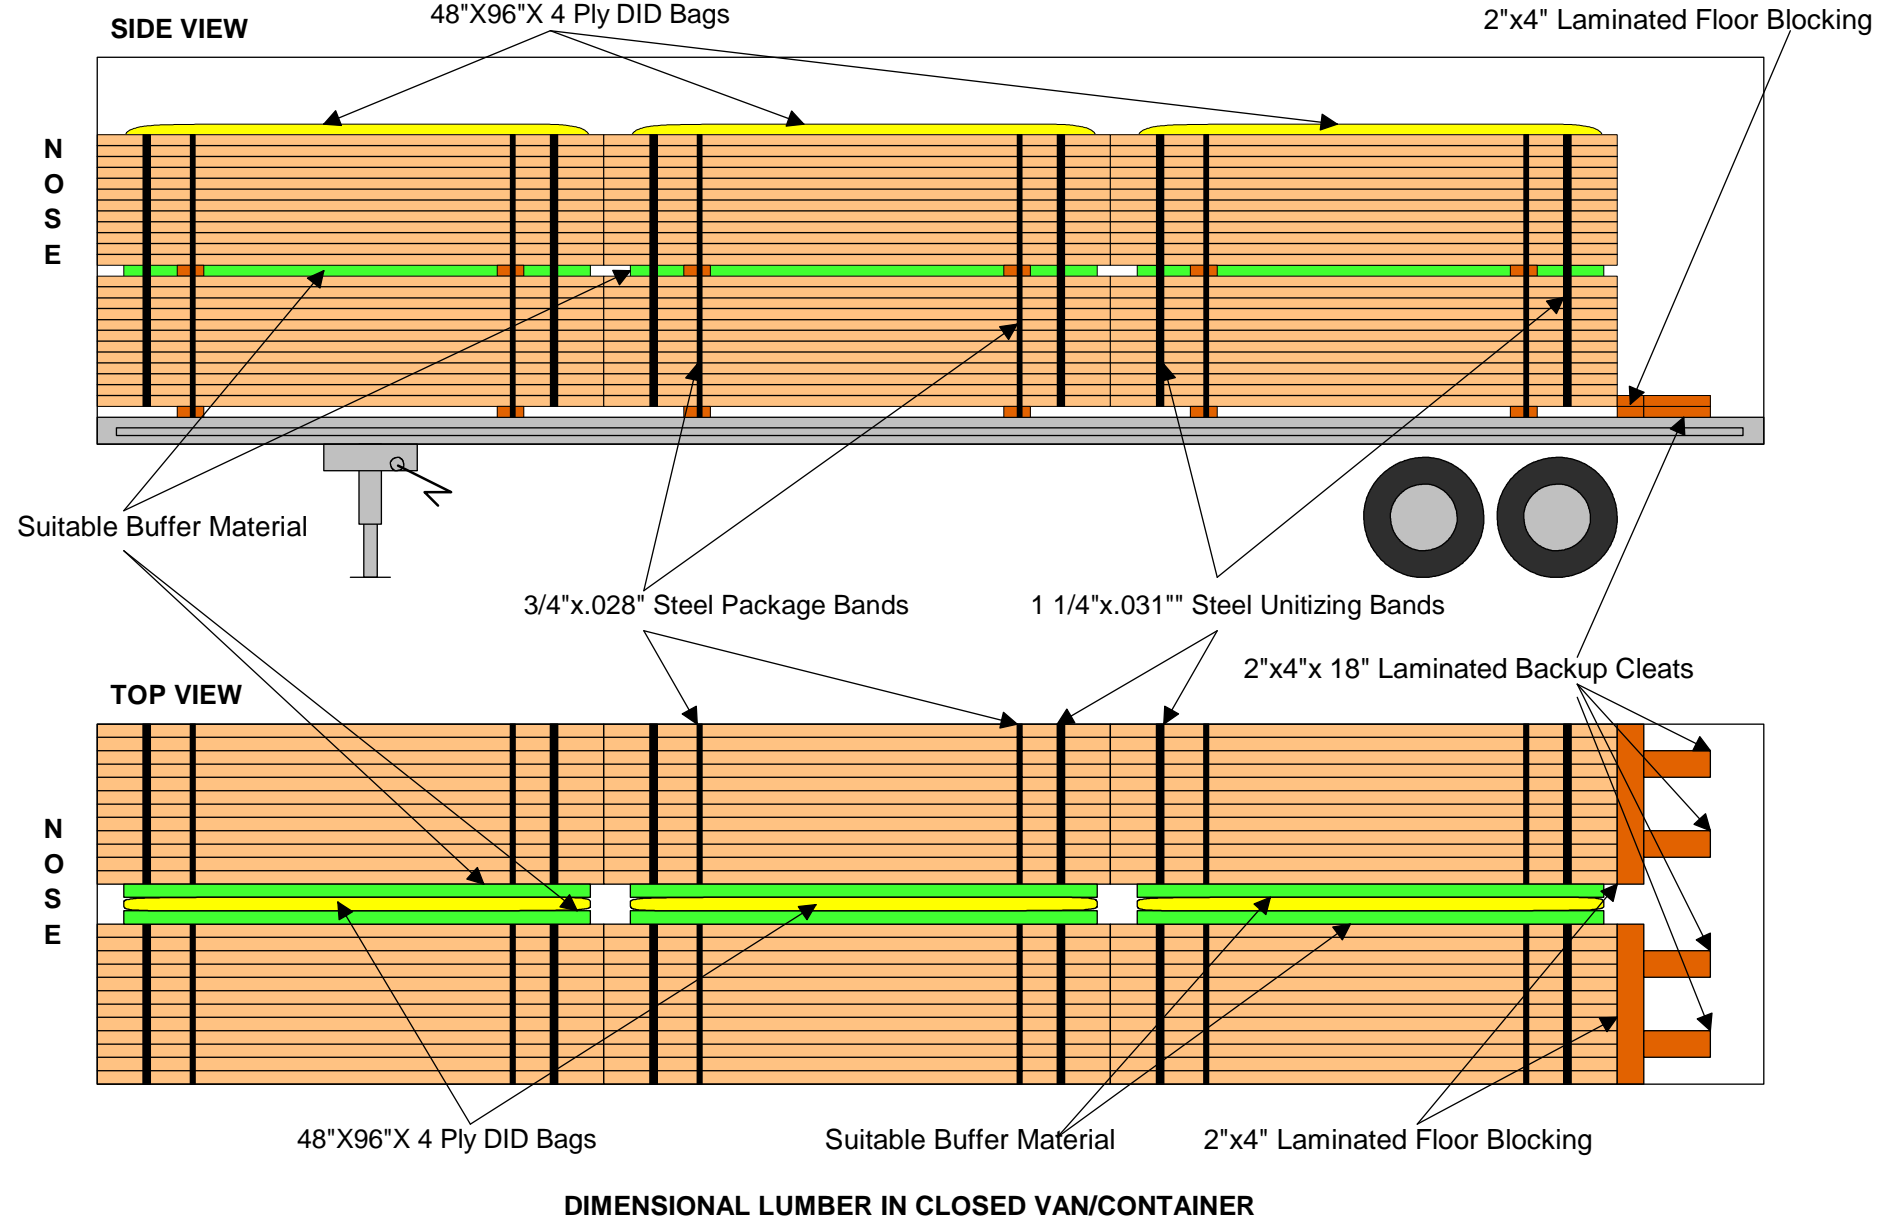 48"X96"X 4 Ply DID Bags
2"x4" Laminated Floor Blocking
SIDE VIEW
N
O
S
E
Suitable Buffer Material
3/4"x.028" Steel Package Bands
1 1/4"x.031"" Steel Unitizing Bands
2"x4"x 18" Laminated Backup Cleats
TOP VIEW
N
O
S
E
48"X96"X 4 Ply DID Bags
Suitable Buffer Material
2"x4" Laminated Floor Blocking
DIMENSIONAL LUMBER IN CLOSED VAN/CONTAINER